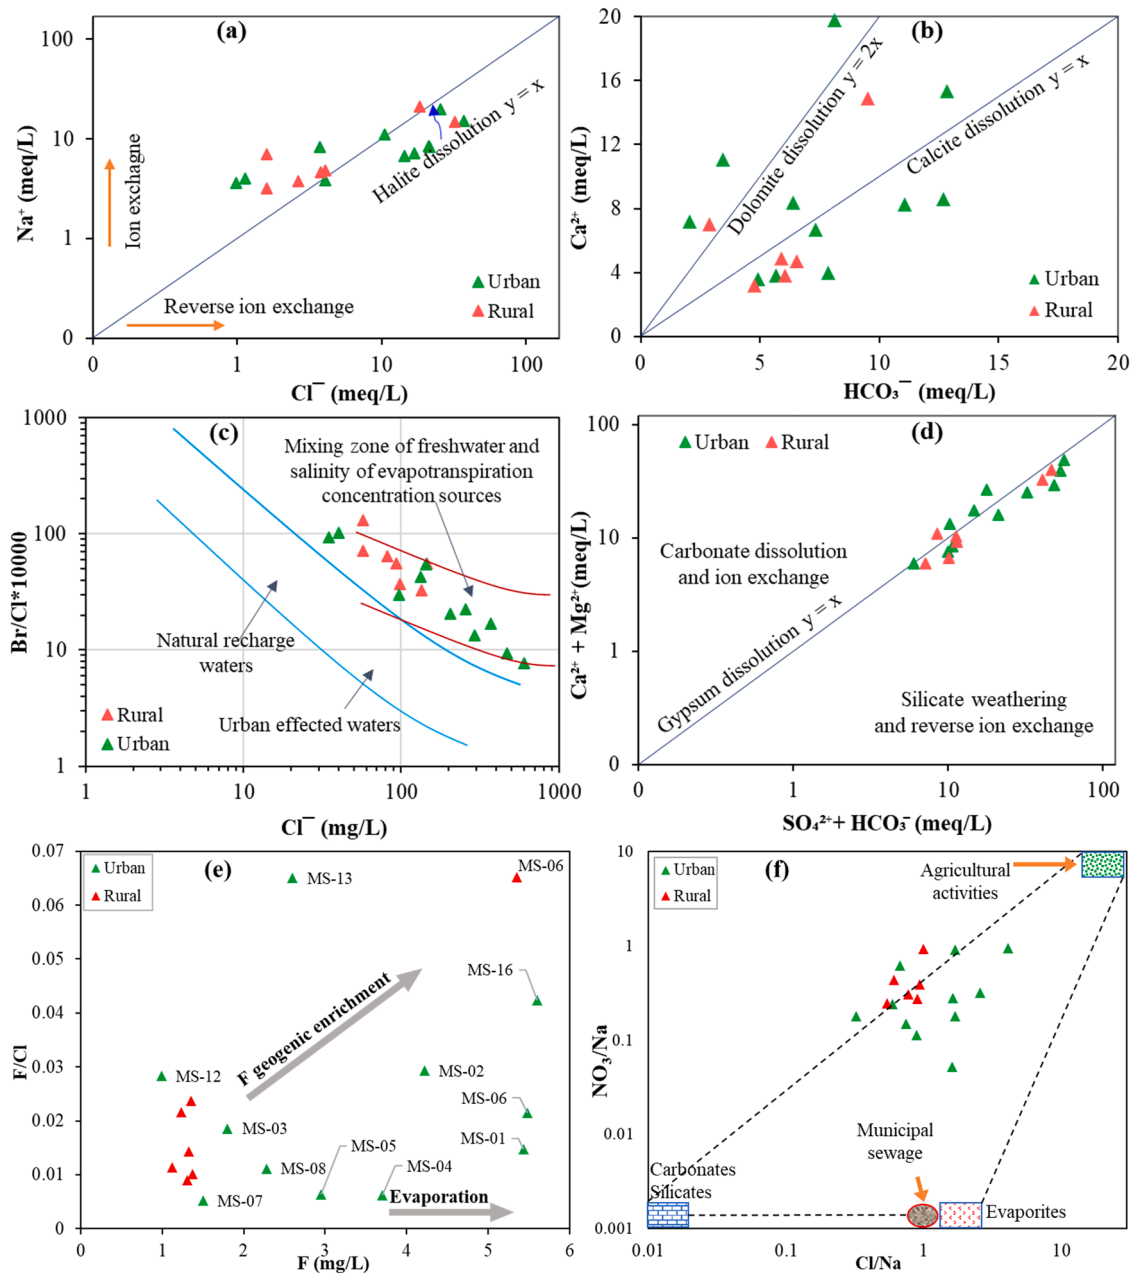 (a)
100
10
1
0
Na⁺ (meq/L)
Ion exchagne
Halite dissolution y = x
Urban
Rural
Reverse ion exchange
0
1
10
100
Cl⁻ (meq/L)
(b)
20
16
12
8
4
0
Ca²⁺ (meq/L)
Dolomite dissolution y = 2x
Calcite dissolution y = x
Urban
Rural
0
5
10
15
20
HCO₃⁻ (meq/L)
(c)
1000
100
10
1
Br/Cl*10000
Mixing zone of freshwater and
salinity of evapotranspiration
concentration sources
Natural recharge
waters
Urban effected waters
Rural
Urban
1
10
100
1000
Cl⁻ (mg/L)
(d)
100
10
1
0
Ca²⁺ + Mg²⁺(meq/L)
Urban
Rural
Carbonate dissolution
and ion exchange
Gypsum dissolution y = x
Silicate weathering
and reverse ion exchange
0
1
10
100
SO₄²⁺+ HCO₃⁻ (meq/L)
(e)
0.07
0.06
0.05
0.04
0.03
0.02
0.01
0
F/Cl
Urban
Rural
MS-13
MS-06
MS-16
F geogenic enrichment
MS-12
MS-02
MS-06
MS-03
MS-05
MS-01
MS-08
MS-04
MS-07
Evaporation
0
1
2
3
4
5
6
F (mg/L)
(f)
10
1
0.1
0.01
0.001
NO₃/Na
Urban
Rural
Agricultural
activities
Municipal
sewage
Carbonates
Silicates
Evaporites
0.01
0.1
1
10
Cl/Na